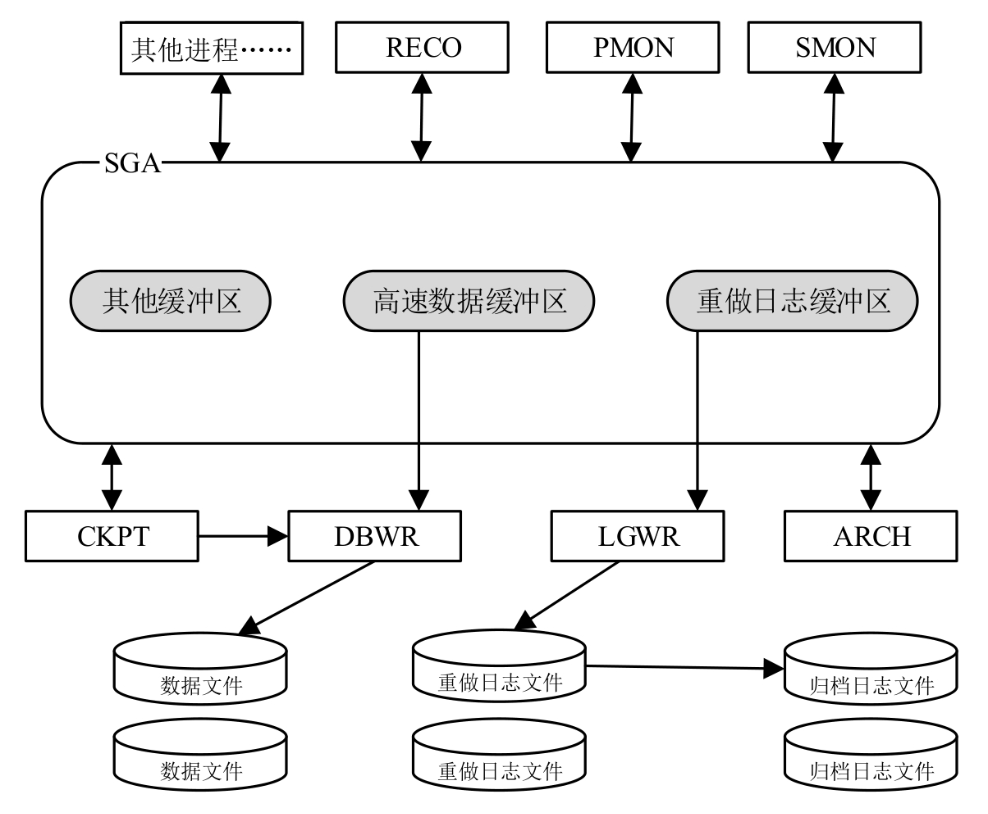 其他进程……
RECO
PMON
SMON
SGA
其他缓冲区
高速数据缓冲区
重做日志缓冲区
CKPT
DBWR
LGWR
ARCH
数据文件
重做日志文件
归档日志文件
数据文件
重做日志文件
归档日志文件